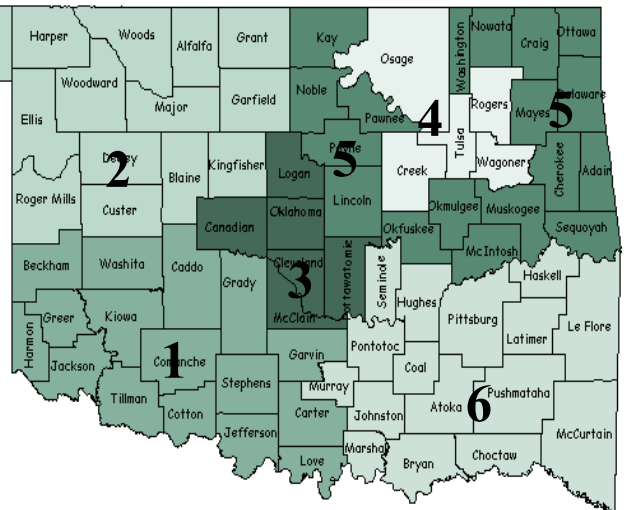 Harper
Woods
Alfalfa
Grant
Kay
Osage
Washington
Nowata
Craig
Ottawa
Woodward
Major
Garfield
Noble
Pawnee
Rogers
Mayes
Delaware
5
4
Ellis
Dewey
2
Blaine
Kingfisher
Logan
Payne
5
Creek
Tulsa
Wagoner
Cherokee
Adair
Roger Mills
Custer
Canadian
Oklahoma
Lincoln
Okfuskee
Okmulgee
Muskogee
Sequoyah
Beckham
Washita
Caddo
Grady
Cleveland
3
McClain
Pottawatomie
Seminole
Hughes
McIntosh
Haskell
Pittsburg
Latimer
Le Flore
Harmon
Greer
Kiowa
Jackson
Comanche
1
Tillman
Cotton
Stephens
Jefferson
Garvin
Murray
Carter
Love
Pontotoc
Coal
Johnston
Marshal
Atoka
6
Pushmataha
Bryan
Choctaw
McCurtain